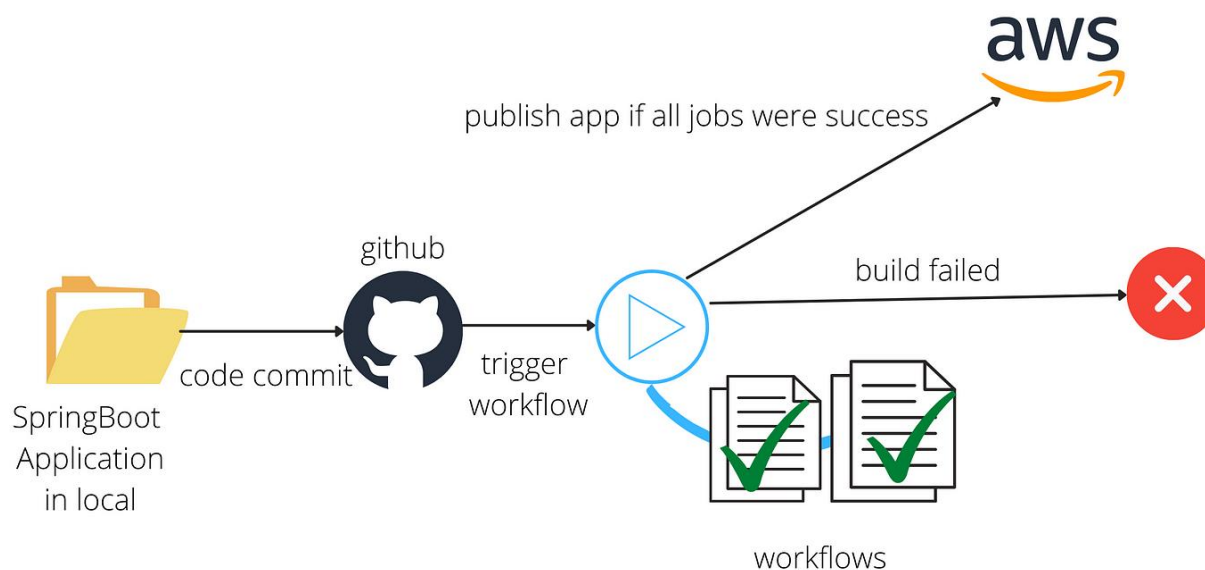 aws
publish app if all jobs were success
github
build failed
code commit
trigger
workflow
SpringBoot
Application
in local
workflows